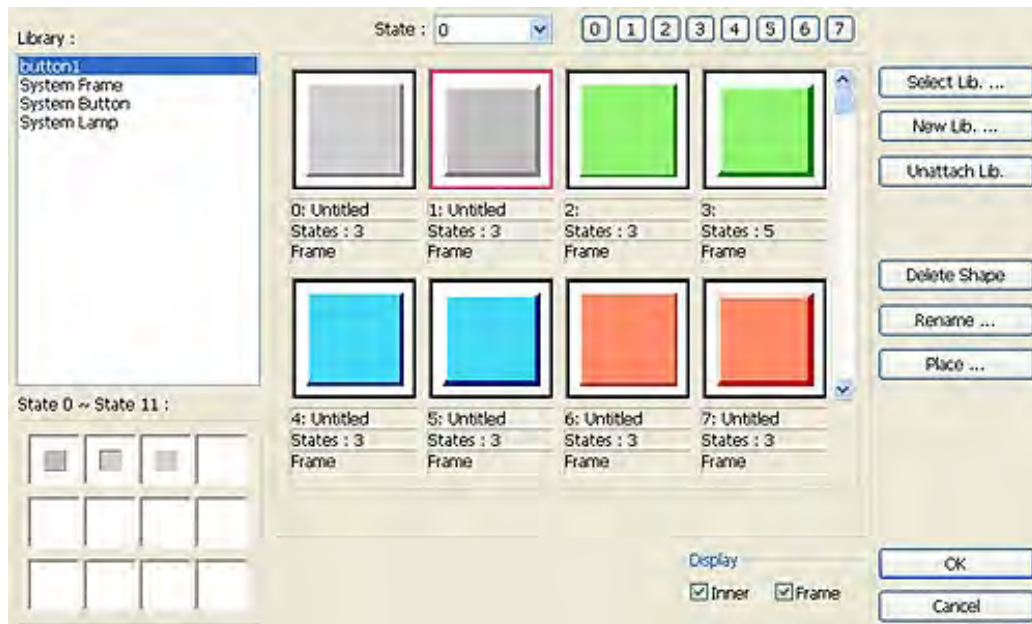 Library :
State : 0
0 1 2 3 4 5 6 7
button1
System Frame
System Button
System Lamp
Select Lib. ...
New Lib. ...
Unattach Lib.
0: Untitled
States : 3
Frame
1: Untitled
States : 3
Frame
2:
States : 3
Frame
3:
States : 5
Frame
Delete Shape
Rename ...
Place ...
4: Untitled
States : 3
Frame
5: Untitled
States : 3
Frame
6: Untitled
States : 3
Frame
7: Untitled
States : 3
Frame
State 0 ~ State 11 :
Display
Inner
Frame
OK
Cancel